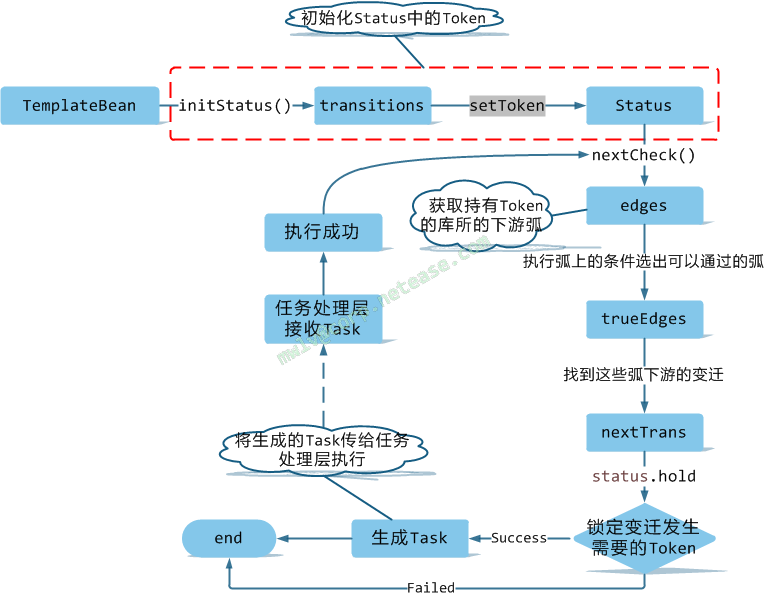 初始化Status中的Token
TemplateBean
initStatus()
transitions
setToken
Status
nextCheck()
获取持有Token
的库所的下游弧
edges
执行成功
执行弧上的条件选出可以通过的弧
任务处理层
接收Task
trueEdges
找到这些弧下游的变迁
将生成的Task传给任务
处理层执行
nextTrans
status.hold
end
生成Task
Success
锁定变迁发生
需要的Token
Failed